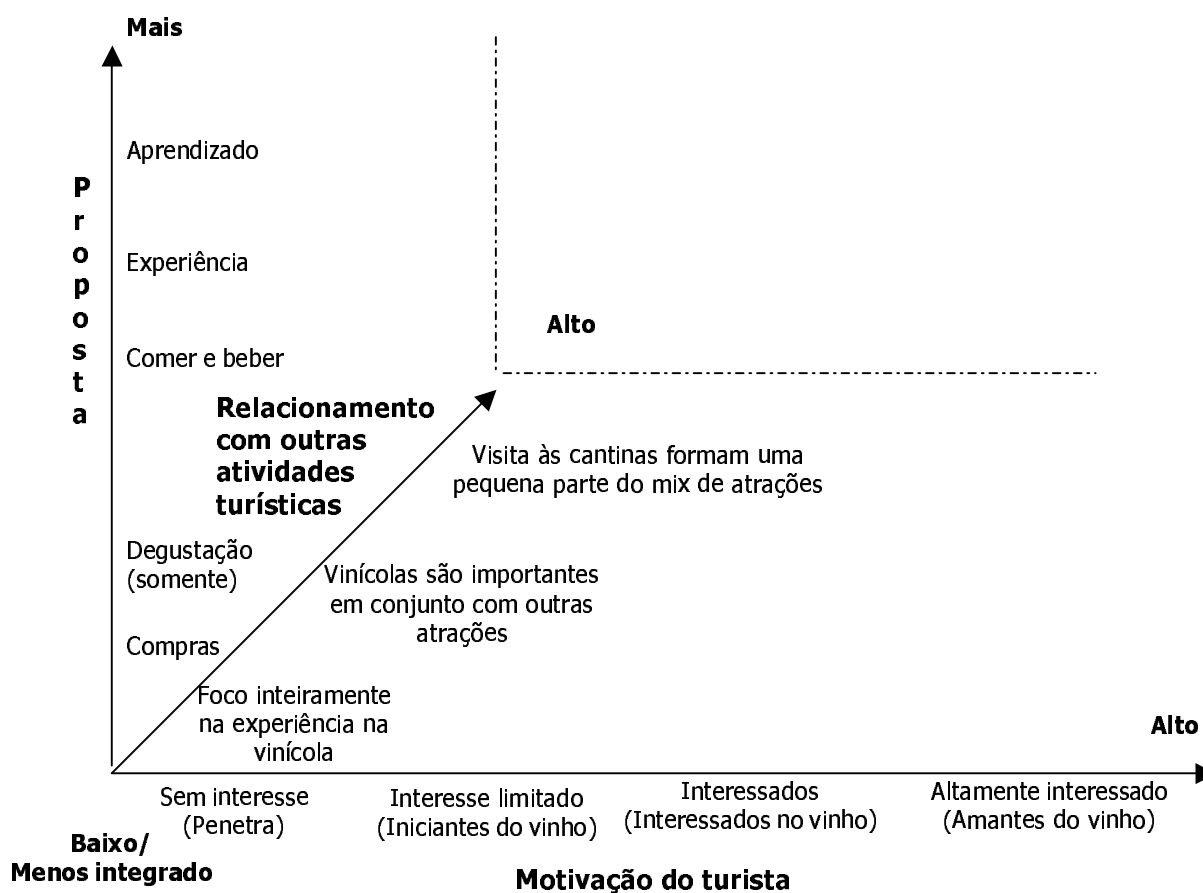 Mais
Aprendizado
Proposta
Experiência
Alto
Comer e beber
Relacionamento
com outras
atividades
turísticas
Visita às cantinas formam uma
pequena parte do mix de atrações
Degustação
(somente)
Vinícolas são importantes
em conjunto com outras
atrações
Compras
Foco inteiramente
na experiência na
vinícola
Alto
Sem interesse
(Penetra)
Interesse limitado
(Iniciantes do vinho)
Interessados
(Interessados no vinho)
Altamente interessado
(Amantes do vinho)
Baixo/
Menos integrado
Motivação do turista